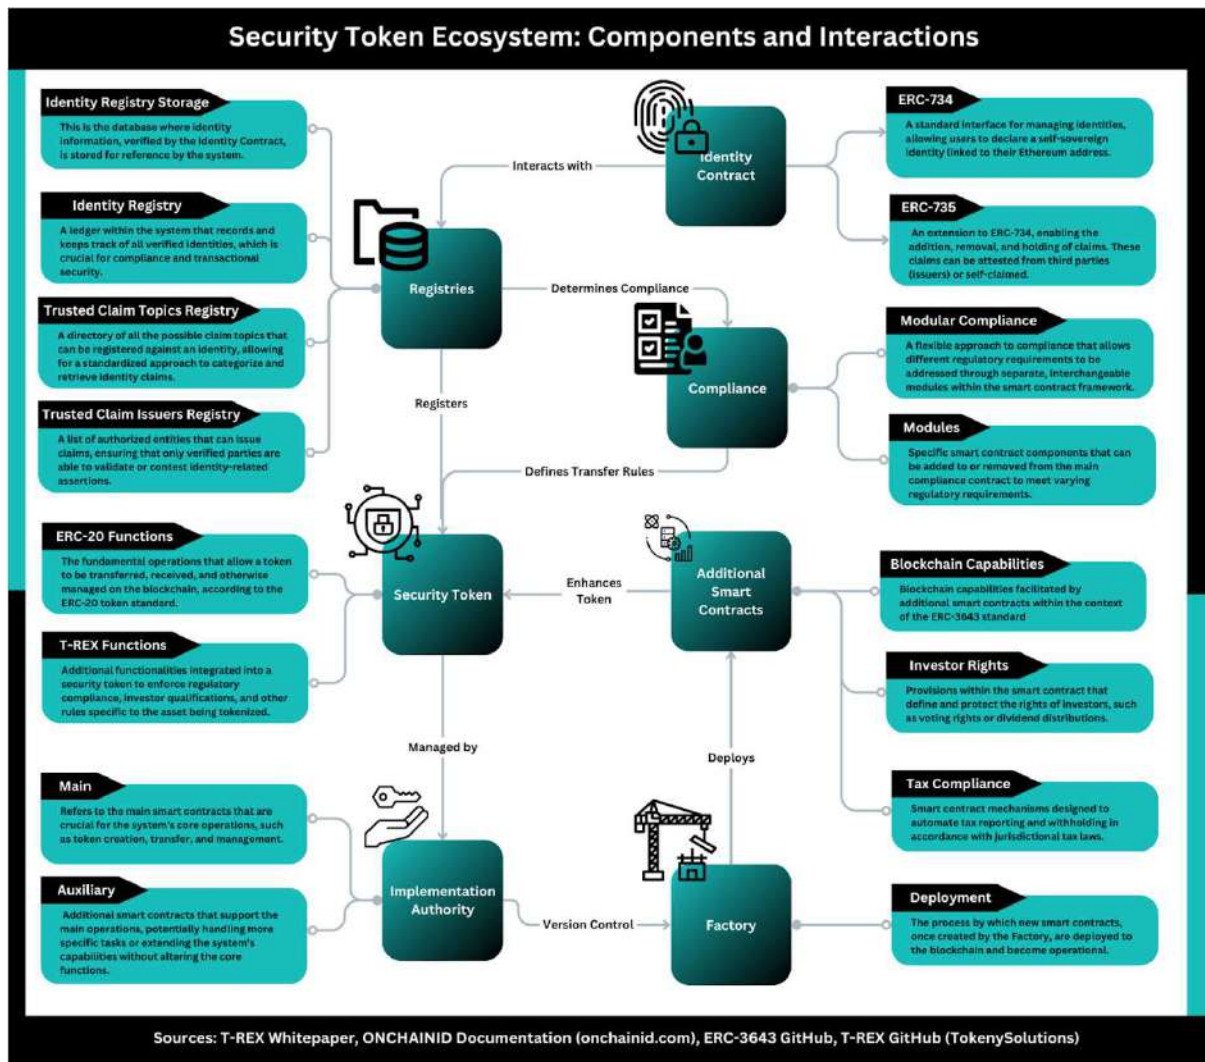 Security Token Ecosystem: Components and Interactions
Identity Registry Storage
This is the database where identity
information, verified by the Identity Contract,
is stored for reference by the system.
Identity Registry
A ledger within the system that records and
keeps track of all verified identities, which is
crucial for compliance and transactional
security.
Trusted Claim Topics Registry
A directory of all the possible claim topics that
can be registered against an identity, allowing
for a standardized approach to categorize and
retrieve identity claims.
Trusted Claim Issuers Registry
A list of authorized entities that can issue
claims, ensuring that only verified parties are
able to validate or contest identity-related
assertions.
Interacts with
Identity
Contract
ERC-734
A standard interface for managing identities,
allowing users to declare a self-sovereign
identity linked to their Ethereum address.
ERC-735
An extension to ERC-734, enabling the
addition, removal, and holding of claims. These
claims can be attested from third parties
(issuers) or self-claimed.
Registries
Determines Compliance
Registers
Compliance
Modular Compliance
A flexible approach to compliance that allows
different regulatory requirements to be
addressed through separate, interchangeable
modules within the smart contract framework.
Modules
Specific smart contract components that can
be added to or removed from the main
compliance contract to meet varying
regulatory requirements.
Defines Transfer Rules
ERC-20 Functions
The fundamental operations that allow a token
to be transferred, received, and otherwise
managed on the blockchain, according to the
ERC-20 token standard.
T-REX Functions
Additional functionalities integrated into a
security token to enforce regulatory
compliance, investor qualifications, and other
rules specific to the asset being tokenized.
Security Token
Enhances
Token
Additional
Smart
Contracts
Blockchain Capabilities
Blockchain capabilities facilitated by
additional smart contracts within the context
of the ERC-3643 standard
Investor Rights
Provisions within the smart contract that
define and protect the rights of investors, such
as voting rights or dividend distributions.
Tax Compliance
Smart contract mechanisms designed to
automate tax reporting and withholding in
accordance with jurisdictional tax laws.
Managed by
Deploys
Main
Refers to the main smart contracts that are
crucial for the system's core operations, such
as token creation, transfer, and management.
Auxiliary
Additional smart contracts that support the
main operations, potentially handling more
specific tasks or extending the system's
capabilities without altering the core
functions.
Implementation
Authority
Version Control
Factory
Deployment
The process by which new smart contracts,
once created by the Factory, are deployed to
the blockchain and become operational.
Sources: T-REX Whitepaper, ONCHAINID Documentation (onchainid.com), ERC-3643 GitHub, T-REX GitHub (TokenySolutions)